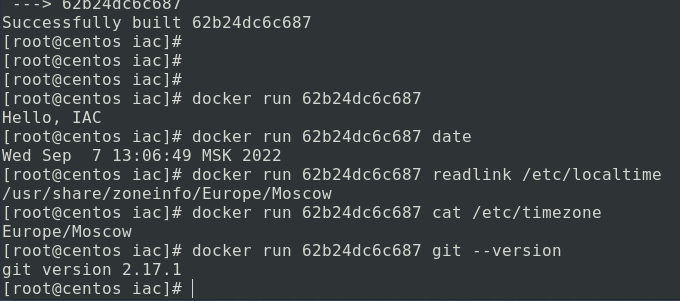 ---> 62b24dc6c687
Successfully built 62b24dc6c687
[root@centos iac]#
[root@centos iac]#
[root@centos iac]#
[root@centos iac]# docker run 62b24dc6c687
Hello, IAC
[root@centos iac]# docker run 62b24dc6c687 date
Wed Sep  7 13:06:49 MSK 2022
[root@centos iac]# docker run 62b24dc6c687 readlink /etc/localtime
/usr/share/zoneinfo/Europe/Moscow
[root@centos iac]# docker run 62b24dc6c687 cat /etc/timezone
Europe/Moscow
[root@centos iac]# docker run 62b24dc6c687 git --version
git version 2.17.1
[root@centos iac]#